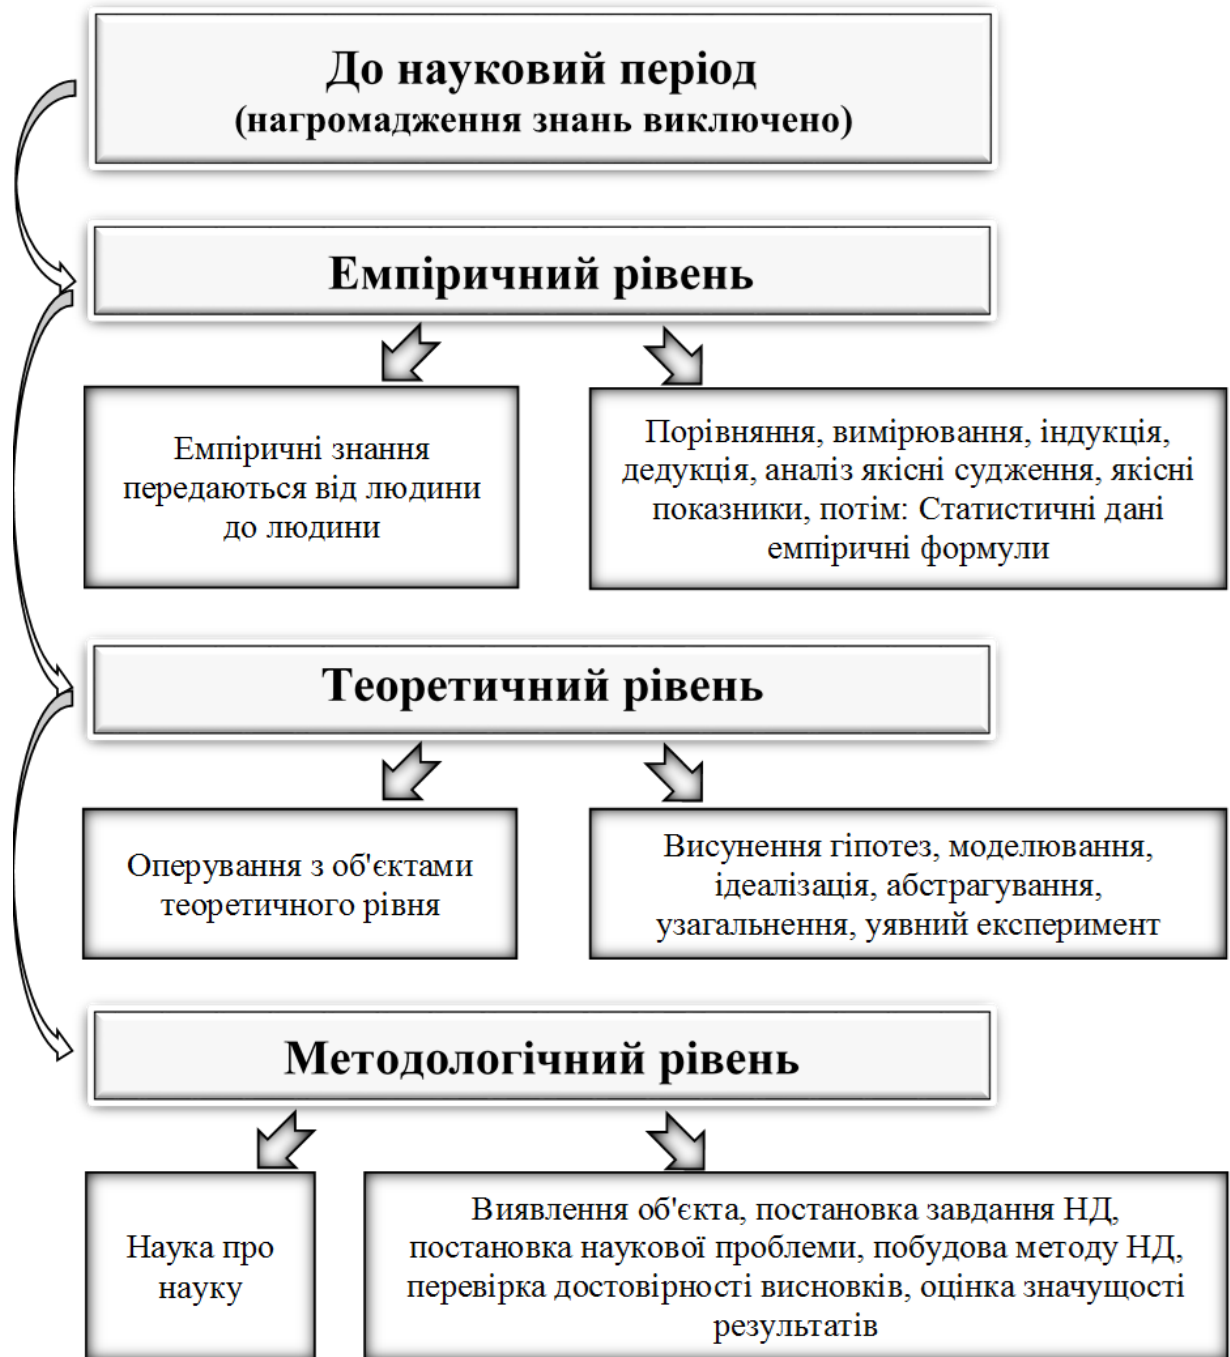 До науковий період
(нагромадження знань виключено)
Емпіричний рівень
Емпіричні знання
передаються від людини
до людини
Порівняння, вимірювання, індукція,
дедукція, аналіз якісні судження, якісні
показники, потім: Статистичні дані
емпіричні формули
Теоретичний рівень
Оперування з об'єктами
теоретичного рівня
Висунення гіпотез, моделювання,
ідеалізація, абстрагування,
узагальнення, уявний експеримент
Методологічний рівень
Наука про
науку
Виявлення об'єкта, постановка завдання НД,
постановка наукової проблеми, побудова методу НД,
перевірка достовірності висновків, оцінка значущості
результатів